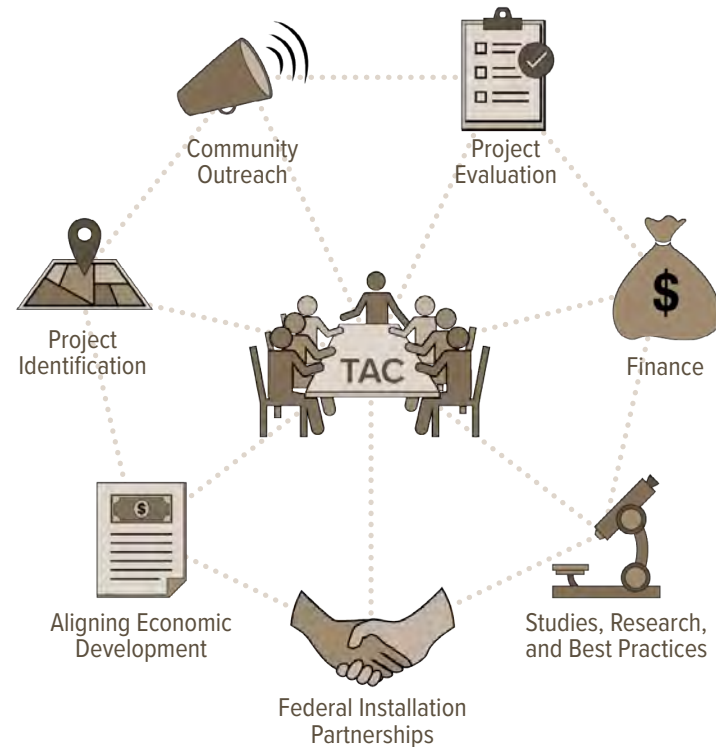 Community
Outreach
Project
Evaluation
Project
Identification
TAC
$
Finance
$
Aligning Economic
Development
Studies, Research,
and Best Practices
Federal Installation
Partnerships